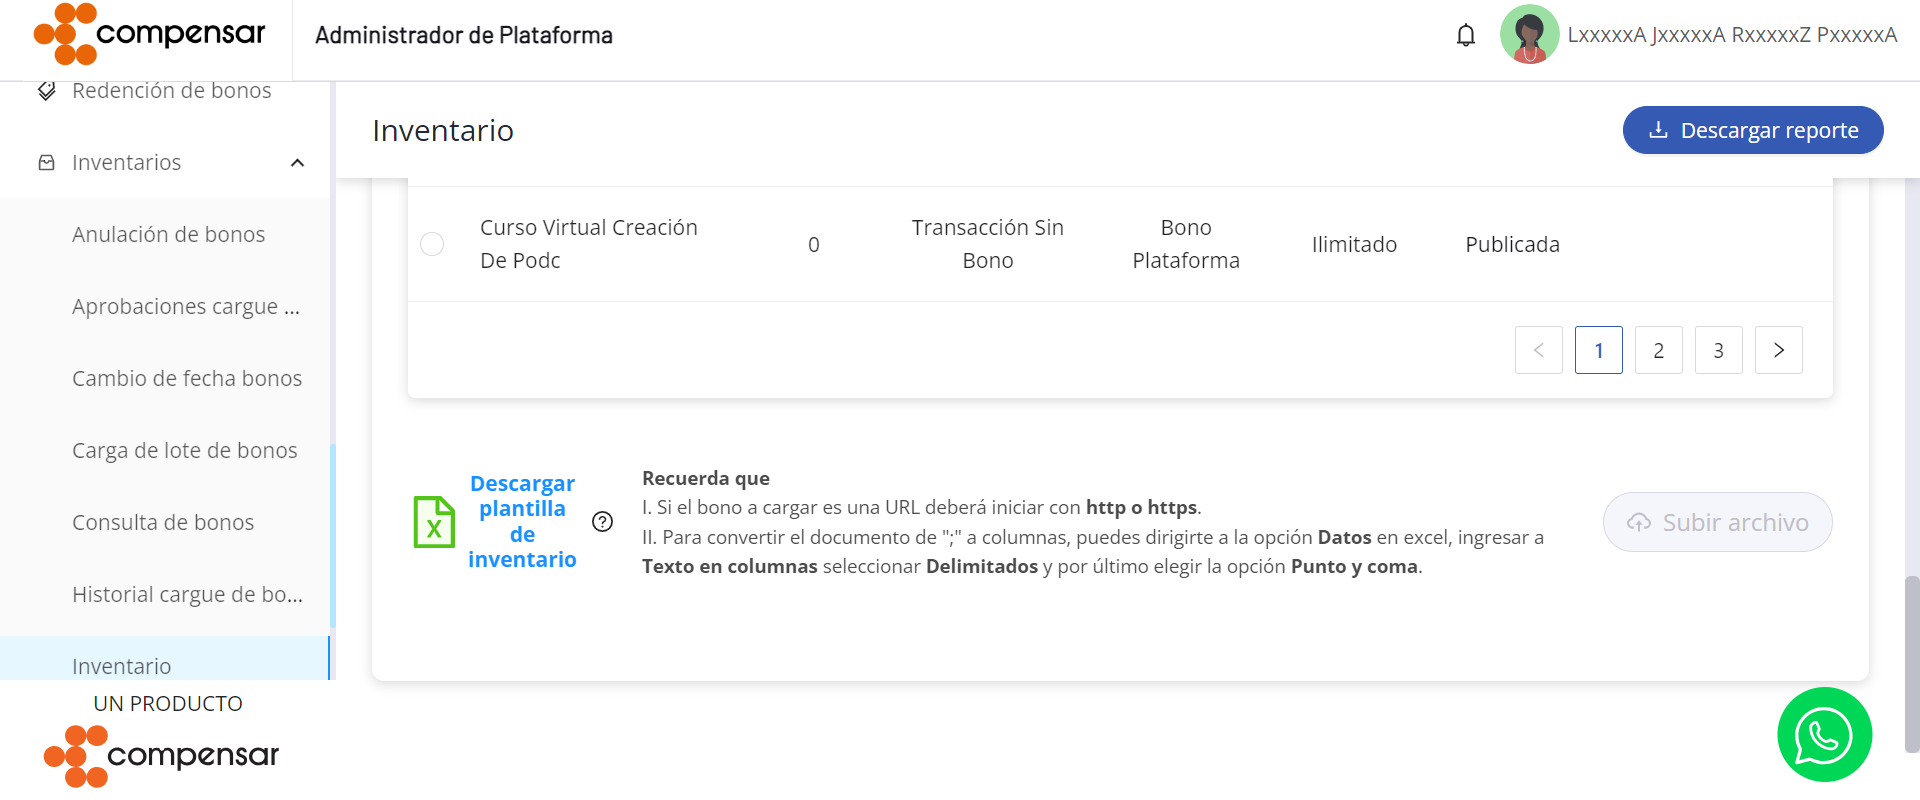 compensar
Administrador de Plataforma
LxxxxxA JxxxxxA RxxxxxZ PxxxxxA
Redención de bonos
Inventarios
Anulación de bonos
Aprobaciones cargue ...
Cambio de fecha bonos
Carga de lote de bonos
Consulta de bonos
Historial cargue de bo...
Inventario
UN PRODUCTO
compensar
Inventario
Descargar reporte
Curso Virtual Creación
De Podc
0
Transacción Sin
Bono
Bono
Plataforma
Ilimitado
Publicada
< 1 2 3 >
X
Descargar
plantilla
de
inventario
?
Recuerda que
I. Si el bono a cargar es una URL deberá iniciar con http o https.
II. Para convertir el documento de ";" a columnas, puedes dirigirte a la opción Datos en excel, ingresar a
Texto en columnas seleccionar Delimitados y por último elegir la opción Punto y coma.
Subir archivo